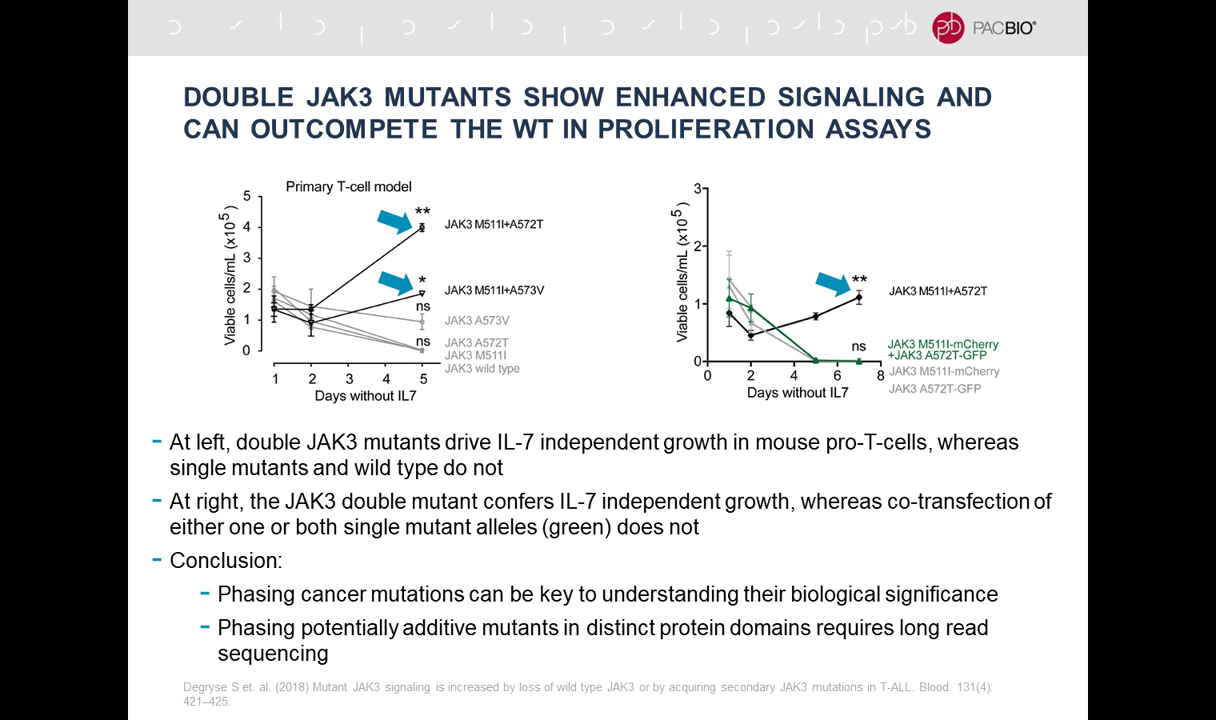 PACBIO®
DOUBLE JAK3 MUTANTS SHOW ENHANCED SIGNALING AND
CAN OUTCOMPETE THE WT IN PROLIFERATION ASSAYS
Primary T-cell model
Viable cells/mL (x10⁵)
5
4
3
2
1
0
1 2 3 4 5
Days without IL7
**
JAK3 M511I+A572T
*
JAK3 M511I+A573V
ns
JAK3 A573V
ns
JAK3 A572T
JAK3 M511I
JAK3 wild type
Viable cells/mL (x10⁵)
3
2
1
0
0 2 4 6 8
Days without IL7
**
JAK3 M511I+A572T
ns
JAK3 M511I-mCherry
+JAK3 A572T-GFP
JAK3 M511I-mCherry
JAK3 A572T-GFP
- At left, double JAK3 mutants drive IL-7 independent growth in mouse pro-T-cells, whereas
single mutants and wild type do not
- At right, the JAK3 double mutant confers IL-7 independent growth, whereas co-transfection of
either one or both single mutant alleles (green) does not
- Conclusion:
- Phasing cancer mutations can be key to understanding their biological significance
- Phasing potentially additive mutants in distinct protein domains requires long read
sequencing
Degryse S et. al. (2018) Mutant JAK3 signaling is increased by loss of wild type JAK3 or by acquiring secondary JAK3 mutations in T-ALL. Blood. 131(4):
421–425.